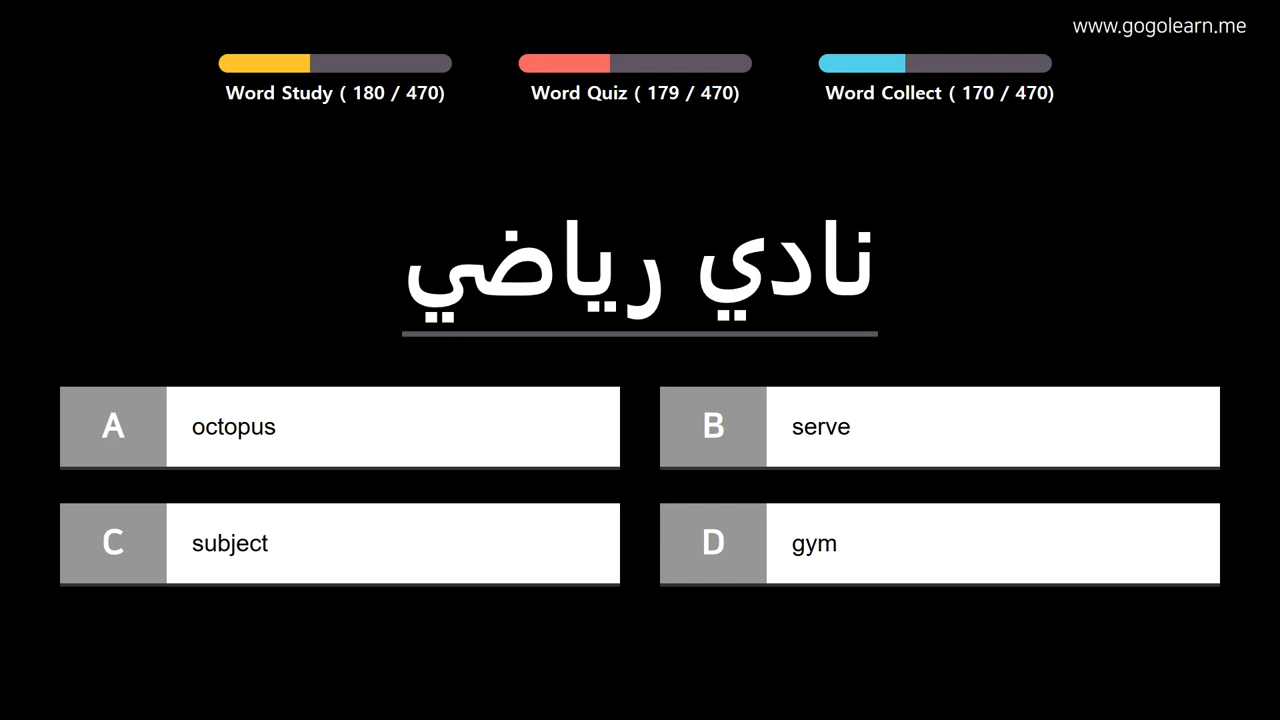 www.gogolearn.me
Word Study ( 180 / 470)
Word Quiz ( 179 / 470)
Word Collect ( 170 / 470)
نادي رياضي
A octopus
B serve
C subject
D gym